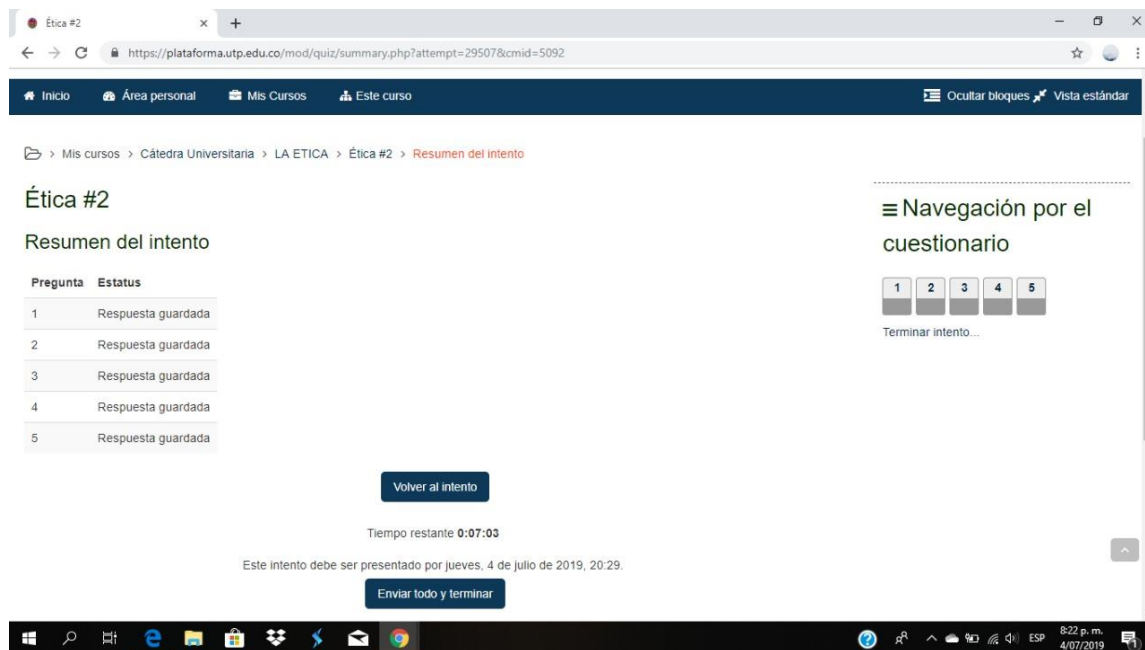 Ética #2
https://plataforma.utp.edu.co/mod/quiz/summary.php?attempt=29507&cmid=5092
Inicio Área personal Mis Cursos Este curso Ocultar bloques Vista estándar
> Mis cursos > Cátedra Universitaria > LA ETICA > Ética #2 > Resumen del intento
Ética #2
Resumen del intento
Pregunta Estatus
1 Respuesta guardada
2 Respuesta guardada
3 Respuesta guardada
4 Respuesta guardada
5 Respuesta guardada
Volver al intento
Tiempo restante 0:07:03
Este intento debe ser presentado por jueves, 4 de julio de 2019, 20:29.
Enviar todo y terminar
Navegación por el
cuestionario
1 2 3 4 5
Terminar intento...
ESP
8:22 p. m.
4/07/2019